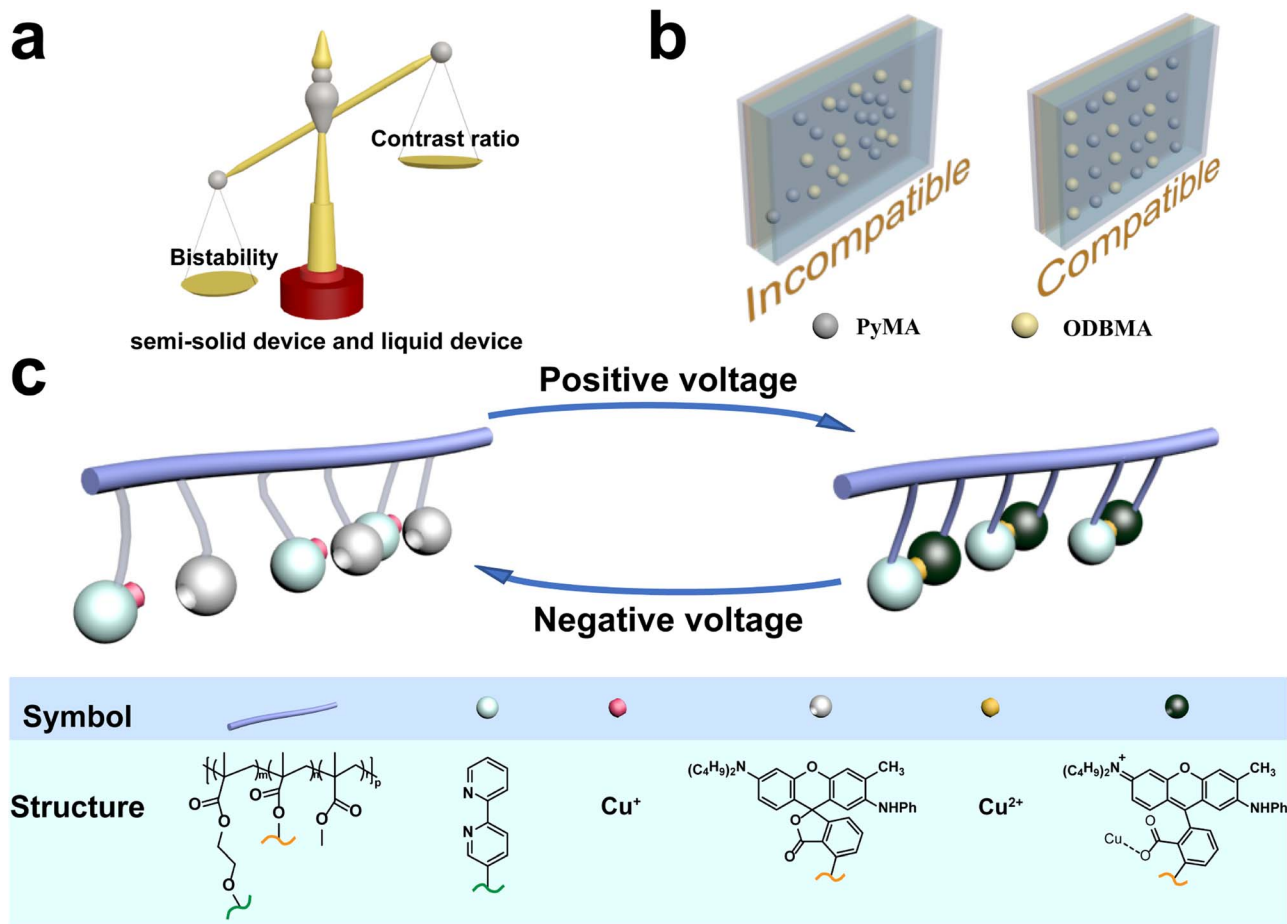 a
Contrast ratio
Bistability
semi-solid device and liquid device
b
Incompatible
Compatible
PyMA
ODBMA
c
Positive voltage
Negative voltage
Symbol
Structure
m
n
p
O
O
O
O
O
O
O
O
N
N
Cu⁺
(C₄H₉)₂N
O
CH₃
NHPh
O
O
Cu²⁺
(C₄H₉)₂N⁺
O
CH₃
NHPh
O
Cu
O